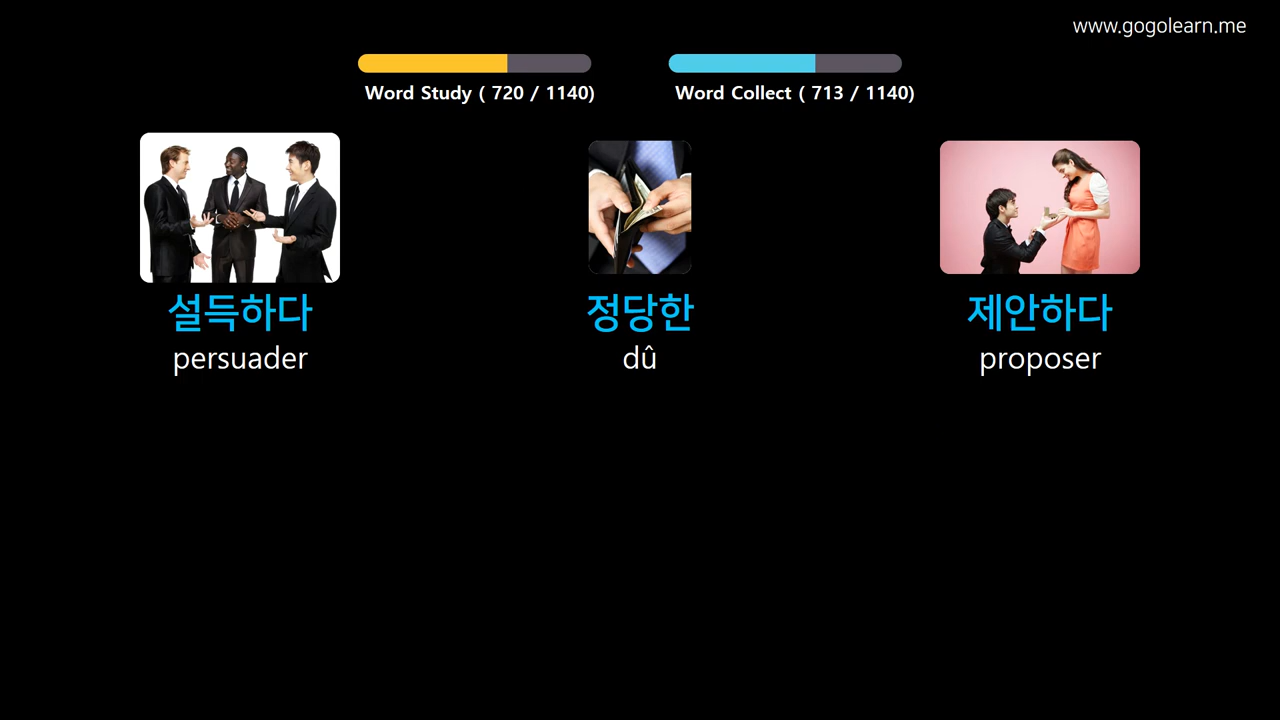 www.gogolearn.me
Word Study ( 720 / 1140)
Word Collect ( 713 / 1140)
설득하다
persuader
정당한
dû
제안하다
proposer